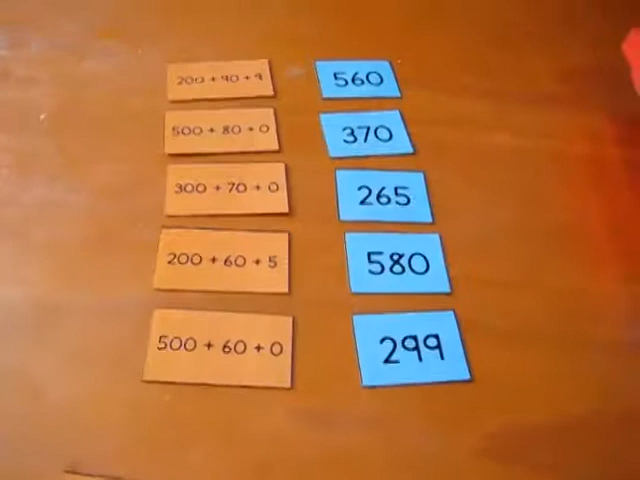 200 + 90 + 9
560
500 + 80 + 0
370
300 + 70 + 0
265
200 + 60 + 5
580
500 + 60 + 0
299